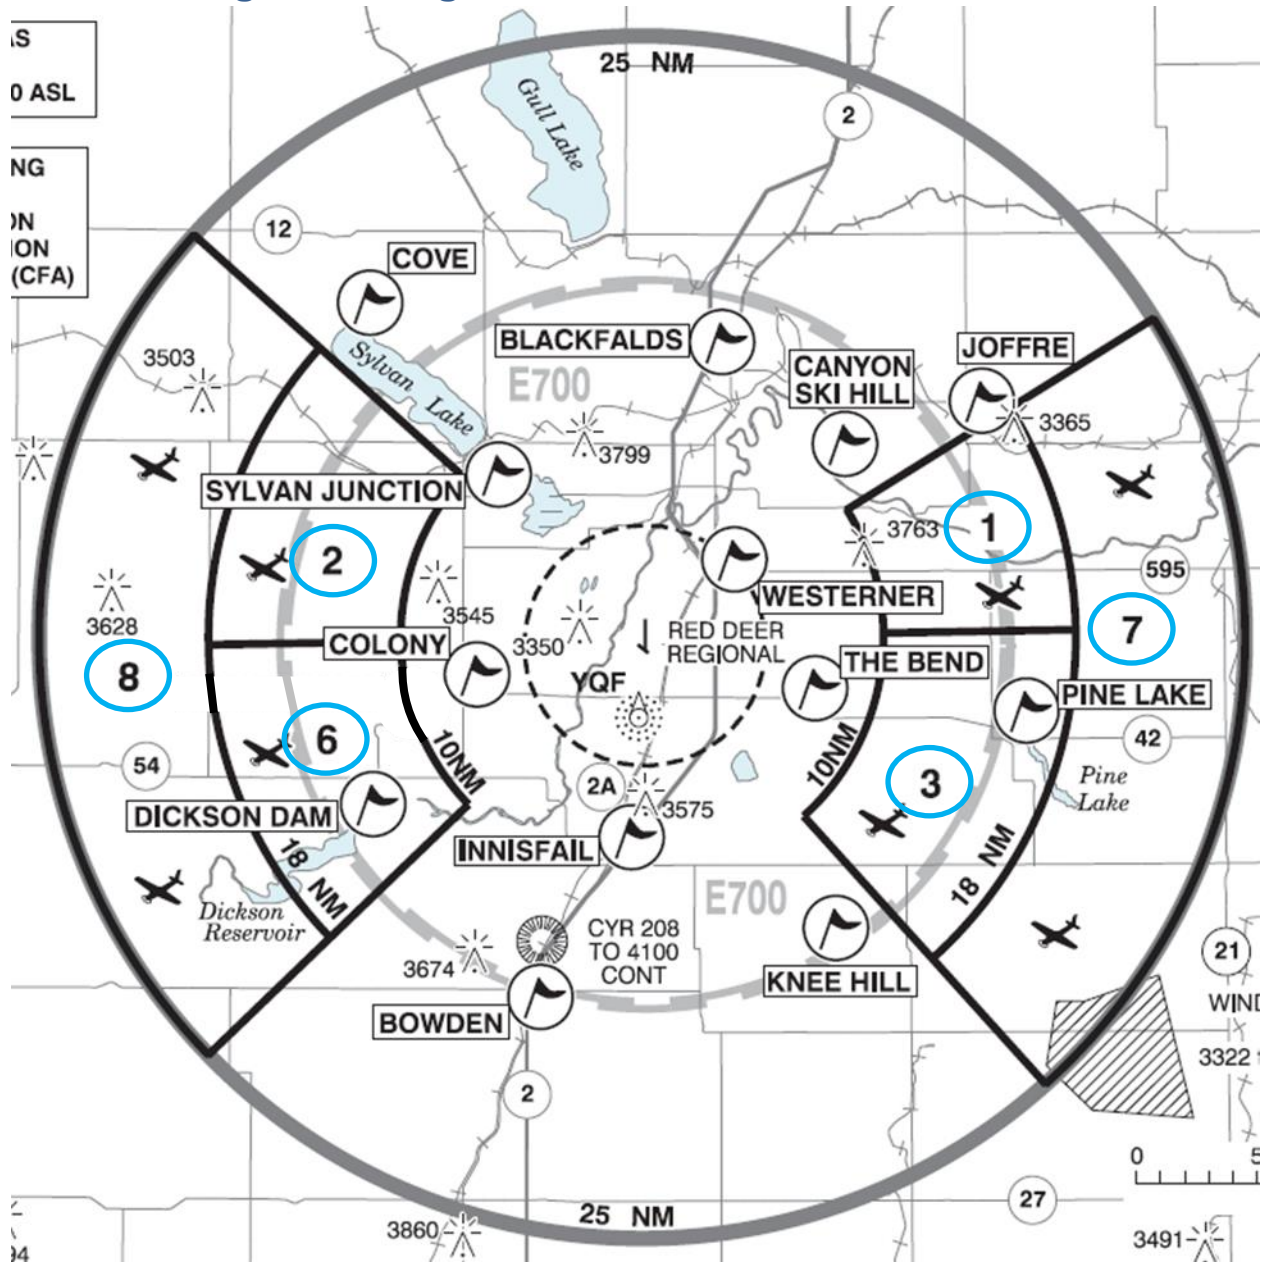 AS
0 ASL
NG
ON
ION
(CFA)
25 NM
Gull Lake
2
12
COVE
BLACKFALDS
JOFFRE
CANYON
SKI HILL
3503
Sylvan Lake
E700
3365
3799
SYLVAN JUNCTION
3763
1
2
595
WESTERNER
3545
3628
COLONY
3350
RED DEER
REGIONAL
7
8
THE BEND
YQF
PINE LAKE
6
10NM
10NM
42
54
3
2A
Pine
Lake
3575
DICKSON DAM
INNISFAIL
18 NM
18 NM
Dickson
Reservoir
E700
CYR 208
TO 4100
CONT
3674
21
KNEE HILL
BOWDEN
WIND
3322
2
0 5
27
25 NM
3860
3491
94